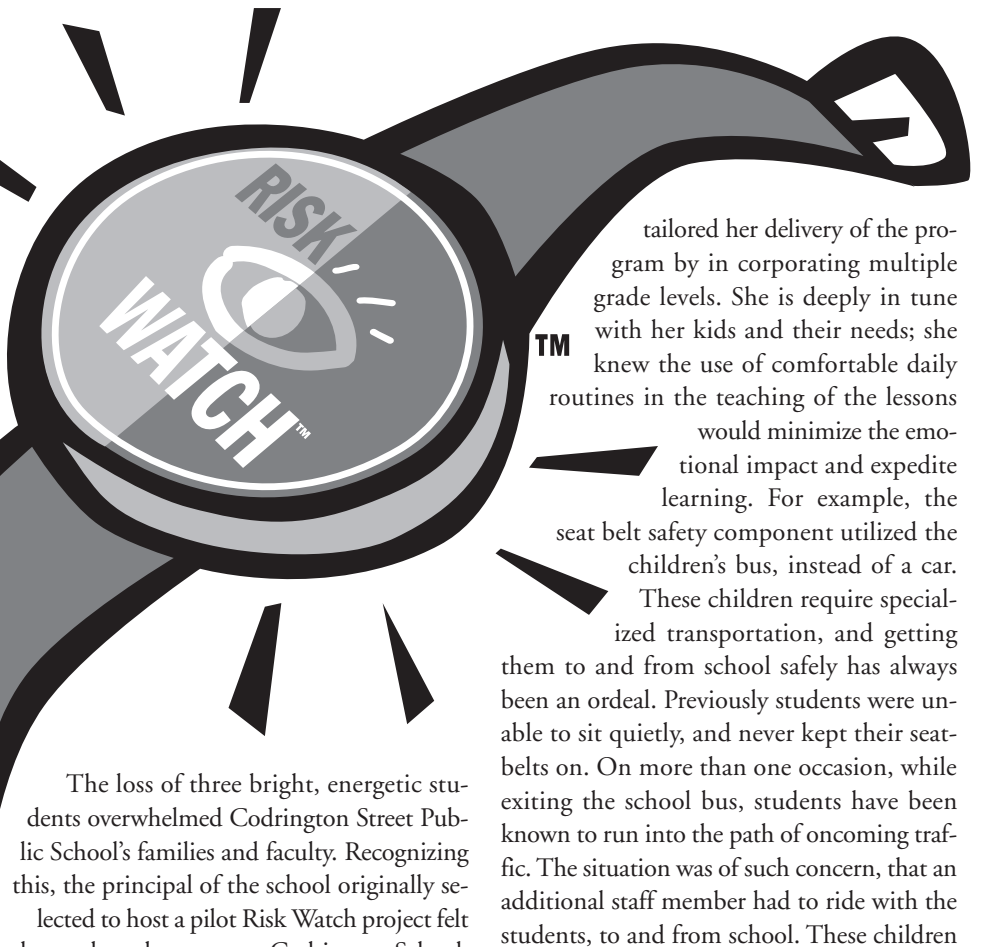 RISK
WATCH™
TM
The loss of three bright, energetic stu-
dents overwhelmed Codrington Street Pub-
lic School’s families and faculty. Recognizing
this, the principal of the school originally se-
lected to host a pilot Risk Watch project felt
tailored her delivery of the pro-
gram by in corporating multiple
grade levels. She is deeply in tune
with her kids and their needs; she
knew the use of comfortable daily
routines in the teaching of the lessons
would minimize the emo-
tional impact and expedite
learning. For example, the
seat belt safety component utilized the
children’s bus, instead of a car.
These children require special-
ized transportation, and getting
them to and from school safely has always
been an ordeal. Previously students were un-
able to sit quietly, and never kept their seat-
belts on. On more than one occasion, while
exiting the school bus, students have been
known to run into the path of oncoming traf-
fic. The situation was of such concern, that an
additional staff member had to ride with the
students, to and from school. These children